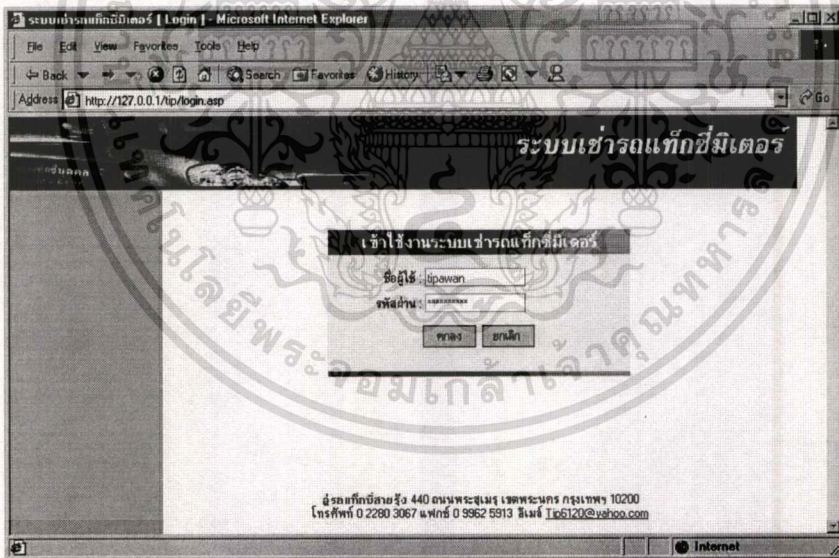 ระบบเช่ารถแท็กซี่มิเตอร์ [ Login ] - Microsoft Internet Explorer
File Edit View Favorites Tools Help
Back Search Favorites History
Address http://127.0.0.1/tip/login.asp Go
ระบบเช่ารถแท็กซี่มิเตอร์
เข้าใช้งานระบบเช่ารถแท็กซี่มิเตอร์
ชื่อผู้ใช้ : tipawan
รหัสผ่าน : **********
ตกลง ยกเลิก
อู่รถแท็กซี่สายรุ้ง 440 ถนนพระสุเมรุ เขตพระนคร กรุงเทพฯ 10200
โทรศัพท์ 0 2280 3067 แฟกซ์ 0 9962 5913 อีเมล์ Tip6120@yahoo.com
Internet